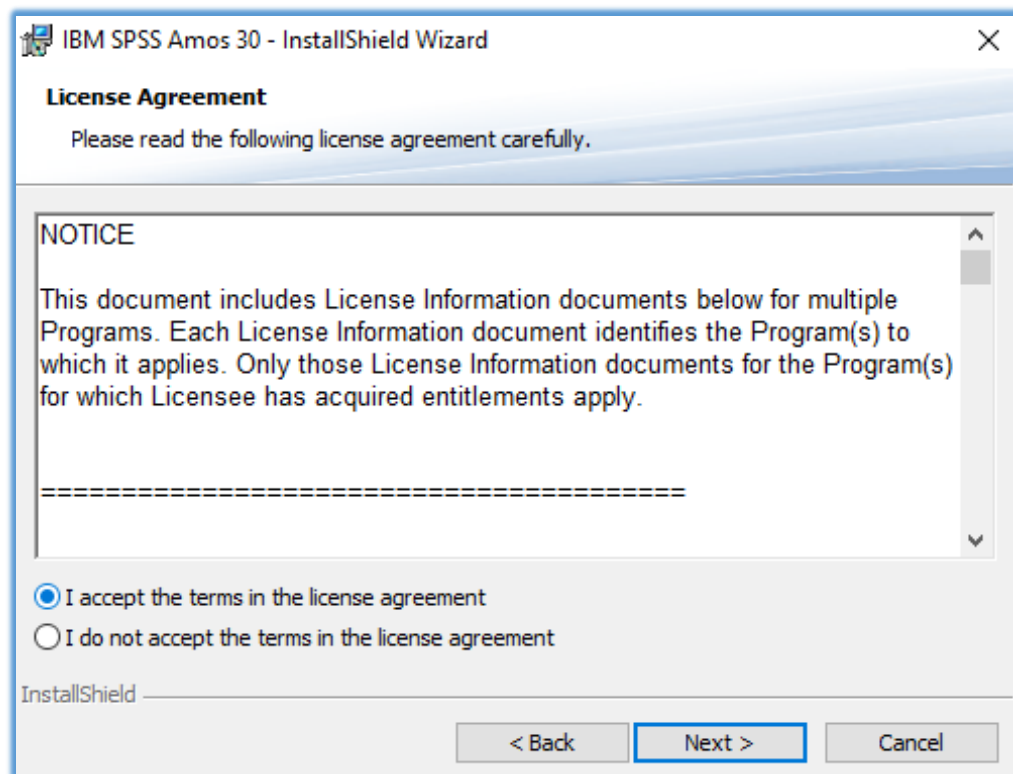 IBM SPSS Amos 30 - InstallShield Wizard
License Agreement
Please read the following license agreement carefully.
NOTICE
This document includes License Information documents below for multiple
Programs. Each License Information document identifies the Program(s) to
which it applies. Only those License Information documents for the Program(s)
for which Licensee has acquired entitlements apply.
========================================
I accept the terms in the license agreement
I do not accept the terms in the license agreement
InstallShield
< Back
Next >
Cancel